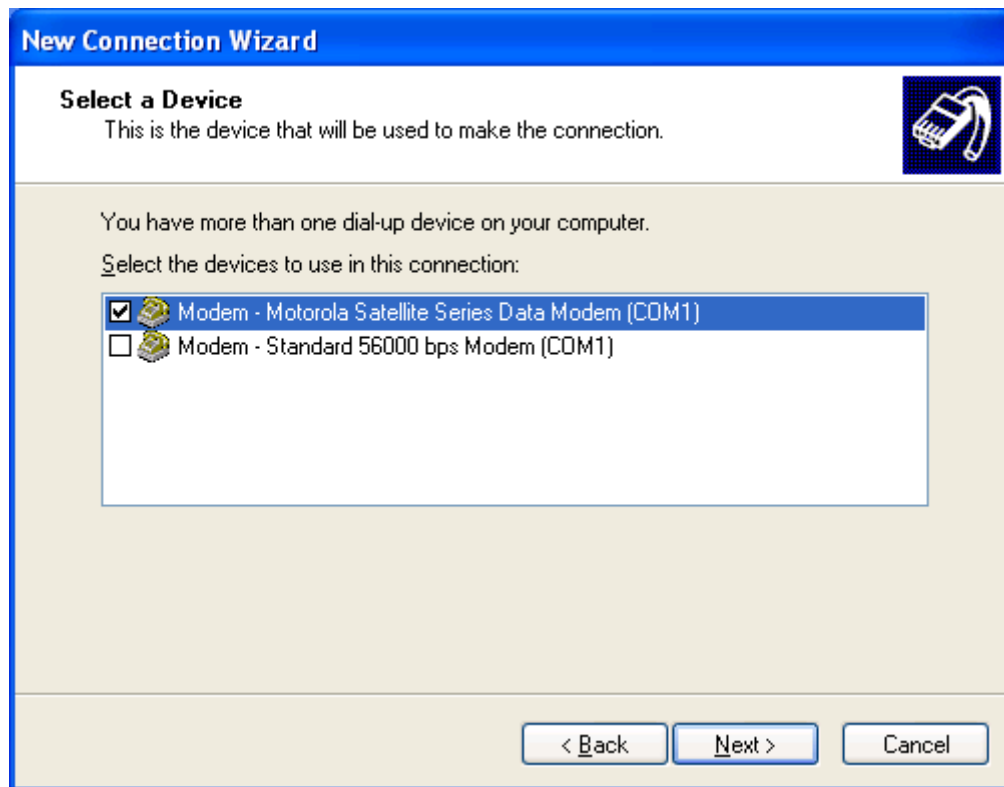 New Connection Wizard
Select a Device
This is the device that will be used to make the connection.
You have more than one dial-up device on your computer.
Select the devices to use in this connection:
Modem - Motorola Satellite Series Data Modem (COM1)
Modem - Standard 56000 bps Modem (COM1)
< Back
Next >
Cancel